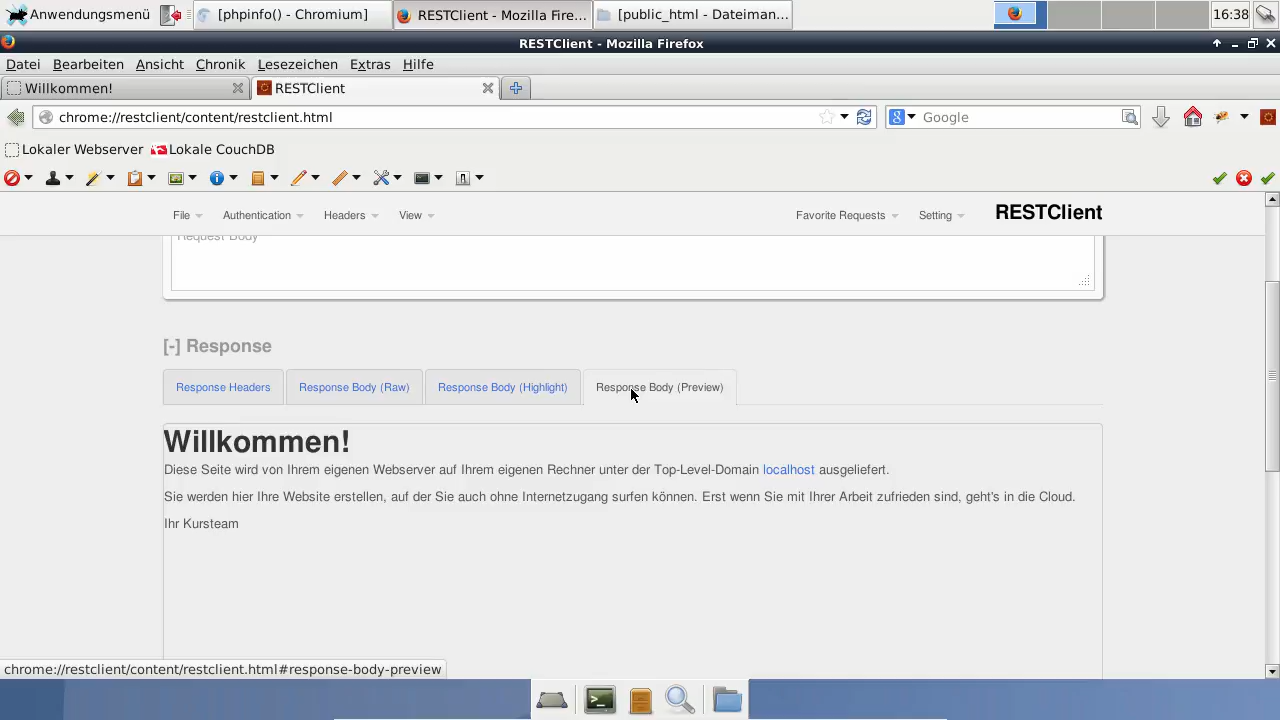 Anwendungsmenü [phpinfo() - Chromium] RESTClient - Mozilla Fire... [public_html - Dateiman... 16:38
RESTClient - Mozilla Firefox
Datei Bearbeiten Ansicht Chronik Lesezeichen Extras Hilfe
Willkommen! RESTClient
chrome://restclient/content/restclient.html Google
Lokaler Webserver Lokale CouchDB
File Authentication Headers View Favorite Requests Setting RESTClient
Request Body
[-] Response
Response Headers Response Body (Raw) Response Body (Highlight) Response Body (Preview)
Willkommen!
Diese Seite wird von Ihrem eigenen Webserver auf Ihrem eigenen Rechner unter der Top-Level-Domain localhost ausgeliefert.
Sie werden hier Ihre Website erstellen, auf der Sie auch ohne Internetzugang surfen können. Erst wenn Sie mit Ihrer Arbeit zufrieden sind, geht's in die Cloud.
Ihr Kursteam
chrome://restclient/content/restclient.html#response-body-preview